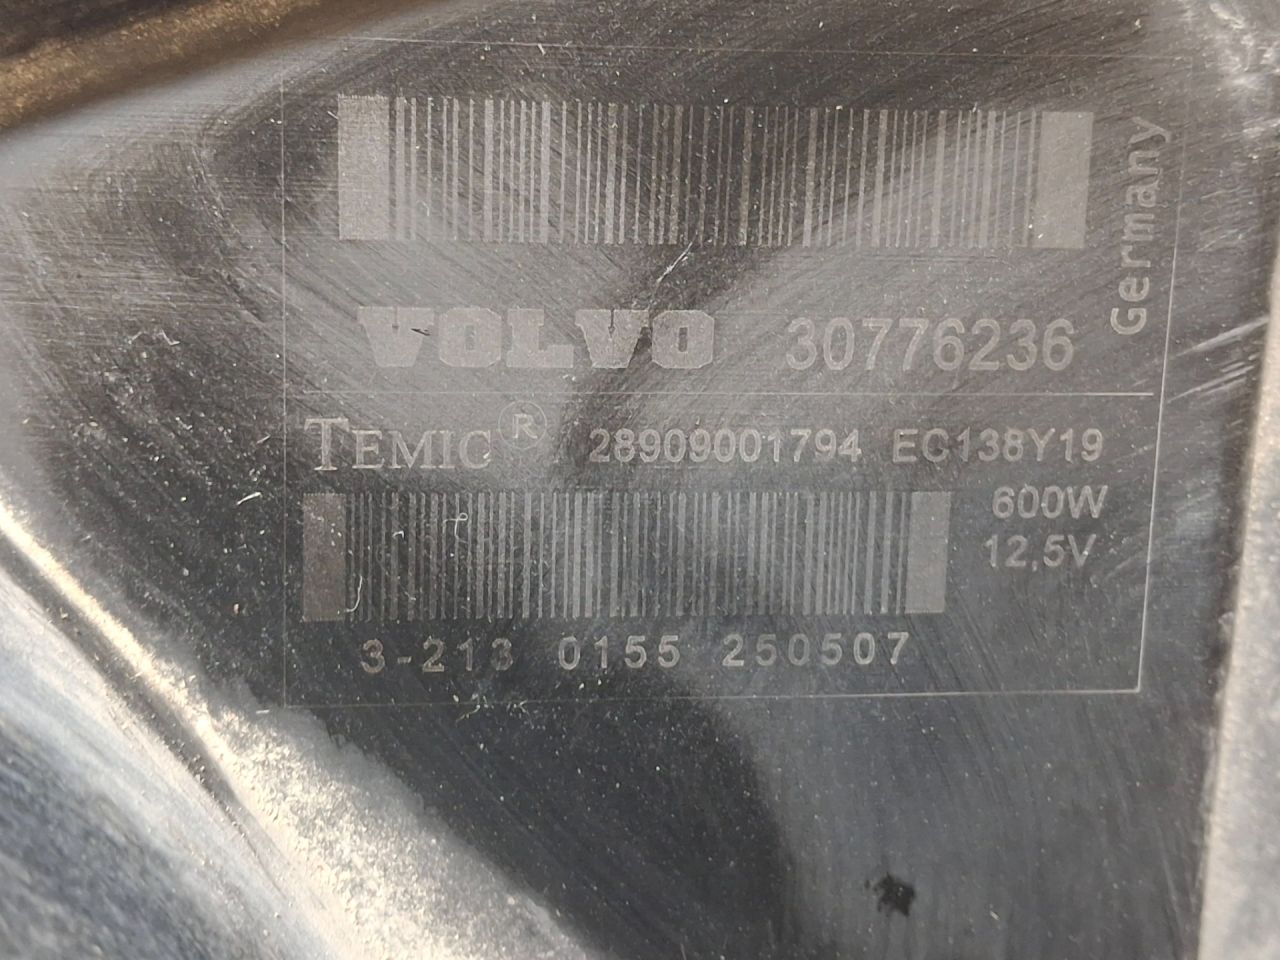 VOLVO 30776236
Germany
TEMIC® 28909001794 EC138Y19
600W
12,5V
3-213 0155 250507